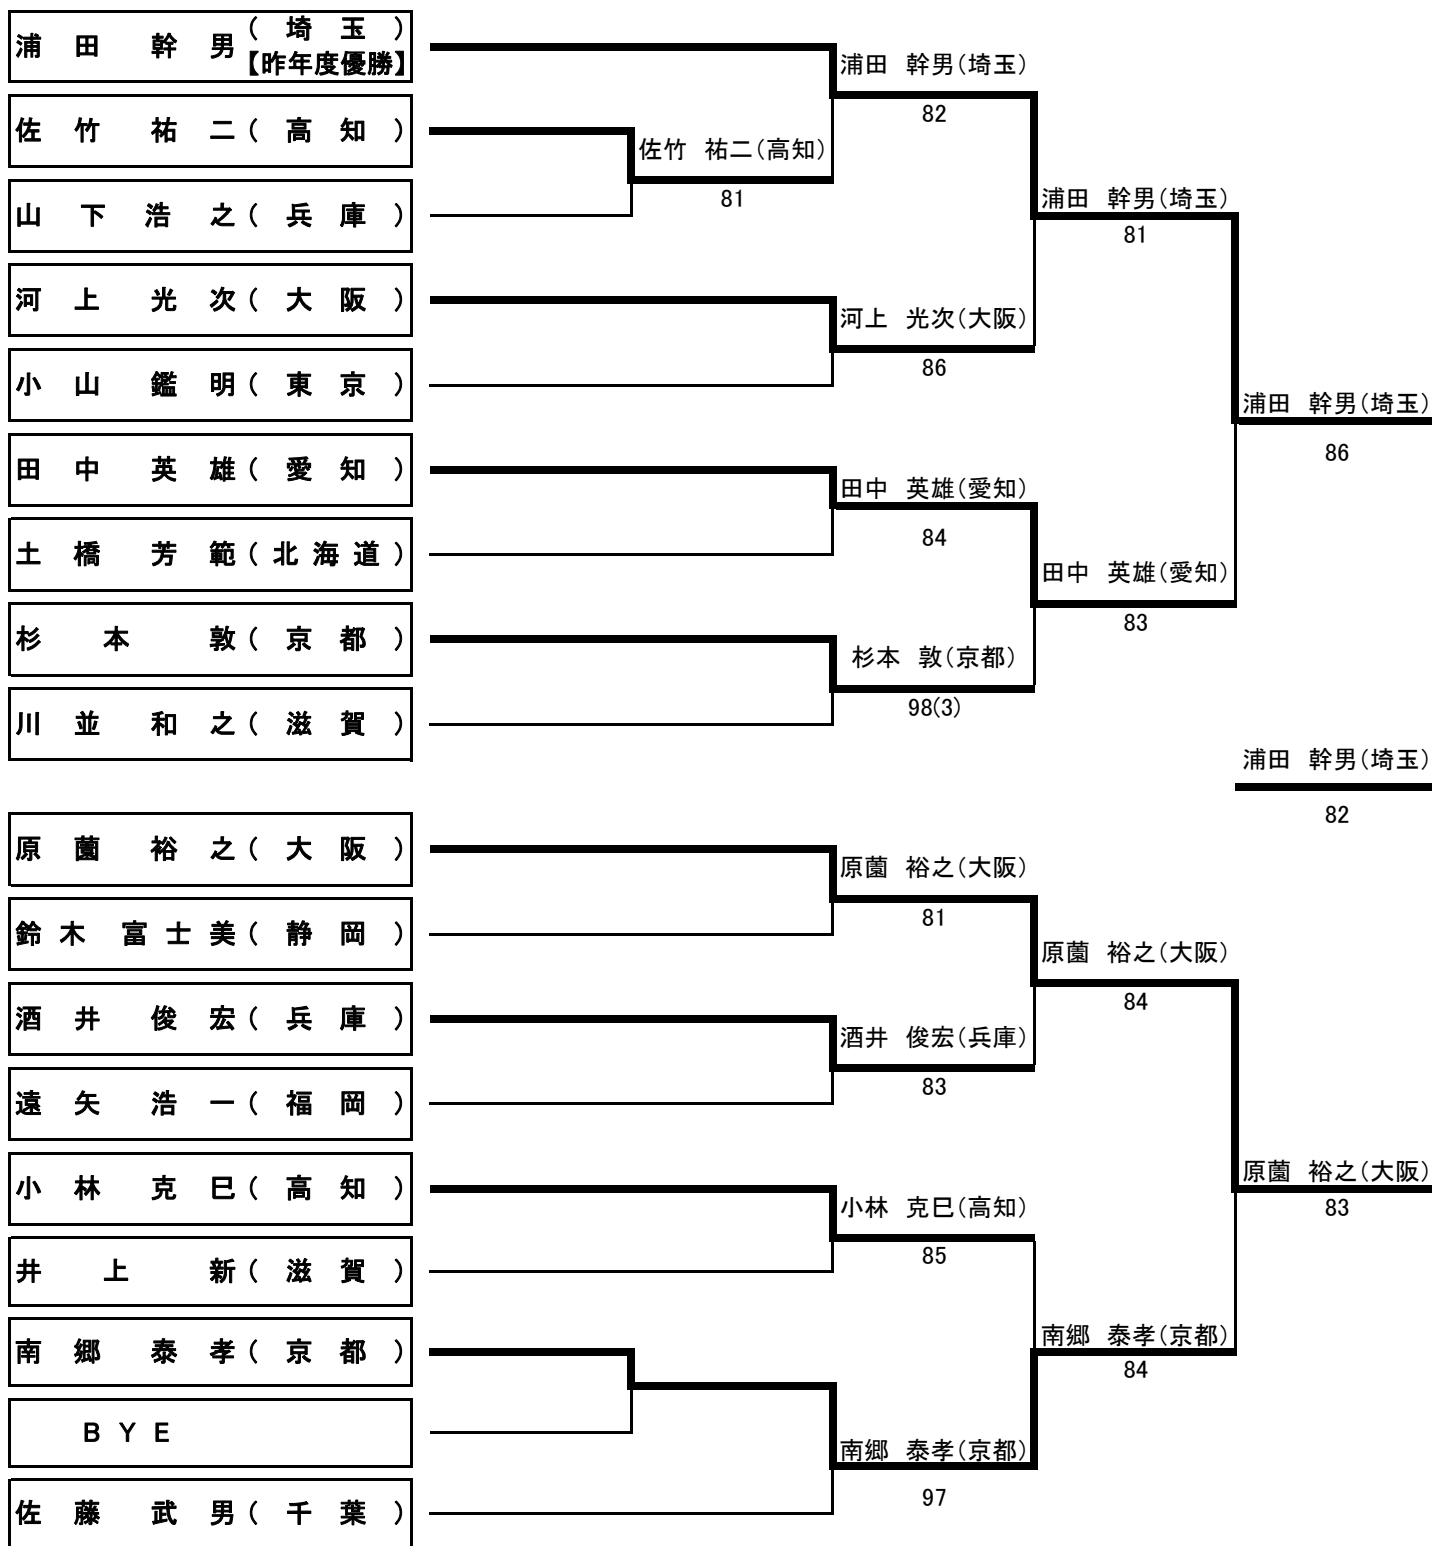 浦田 幹男(埼玉)
【昨年度優勝】
浦田 幹男(埼玉)
82
佐竹 祐二(高知)
佐竹 祐二(高知)
81
山下浩之(兵庫)
浦田 幹男(埼玉)
81
河上 光次(大阪)
河上 光次(大阪)
86
小山 鑑明(東京)
浦田 幹男(埼玉)
86
田中 英雄(愛知)
田中 英雄(愛知)
84
土橋 芳範(北海道)
田中 英雄(愛知)
83
杉本 敦(京都)
杉本 敦(京都)
98(3)
川並 和之(滋賀)
浦田 幹男(埼玉)
82
原薗 裕之(大阪)
原薗 裕之(大阪)
81
鈴木 富士美(静岡)
原薗 裕之(大阪)
84
酒井 俊宏(兵庫)
酒井 俊宏(兵庫)
83
遠矢 浩一(福岡)
原薗 裕之(大阪)
83
小林 克巳(高知)
小林 克巳(高知)
85
井上 新(滋賀)
南郷 泰孝(京都)
84
南郷 泰孝(京都)
BYE
南郷 泰孝(京都)
97
佐藤 武男(千葉)